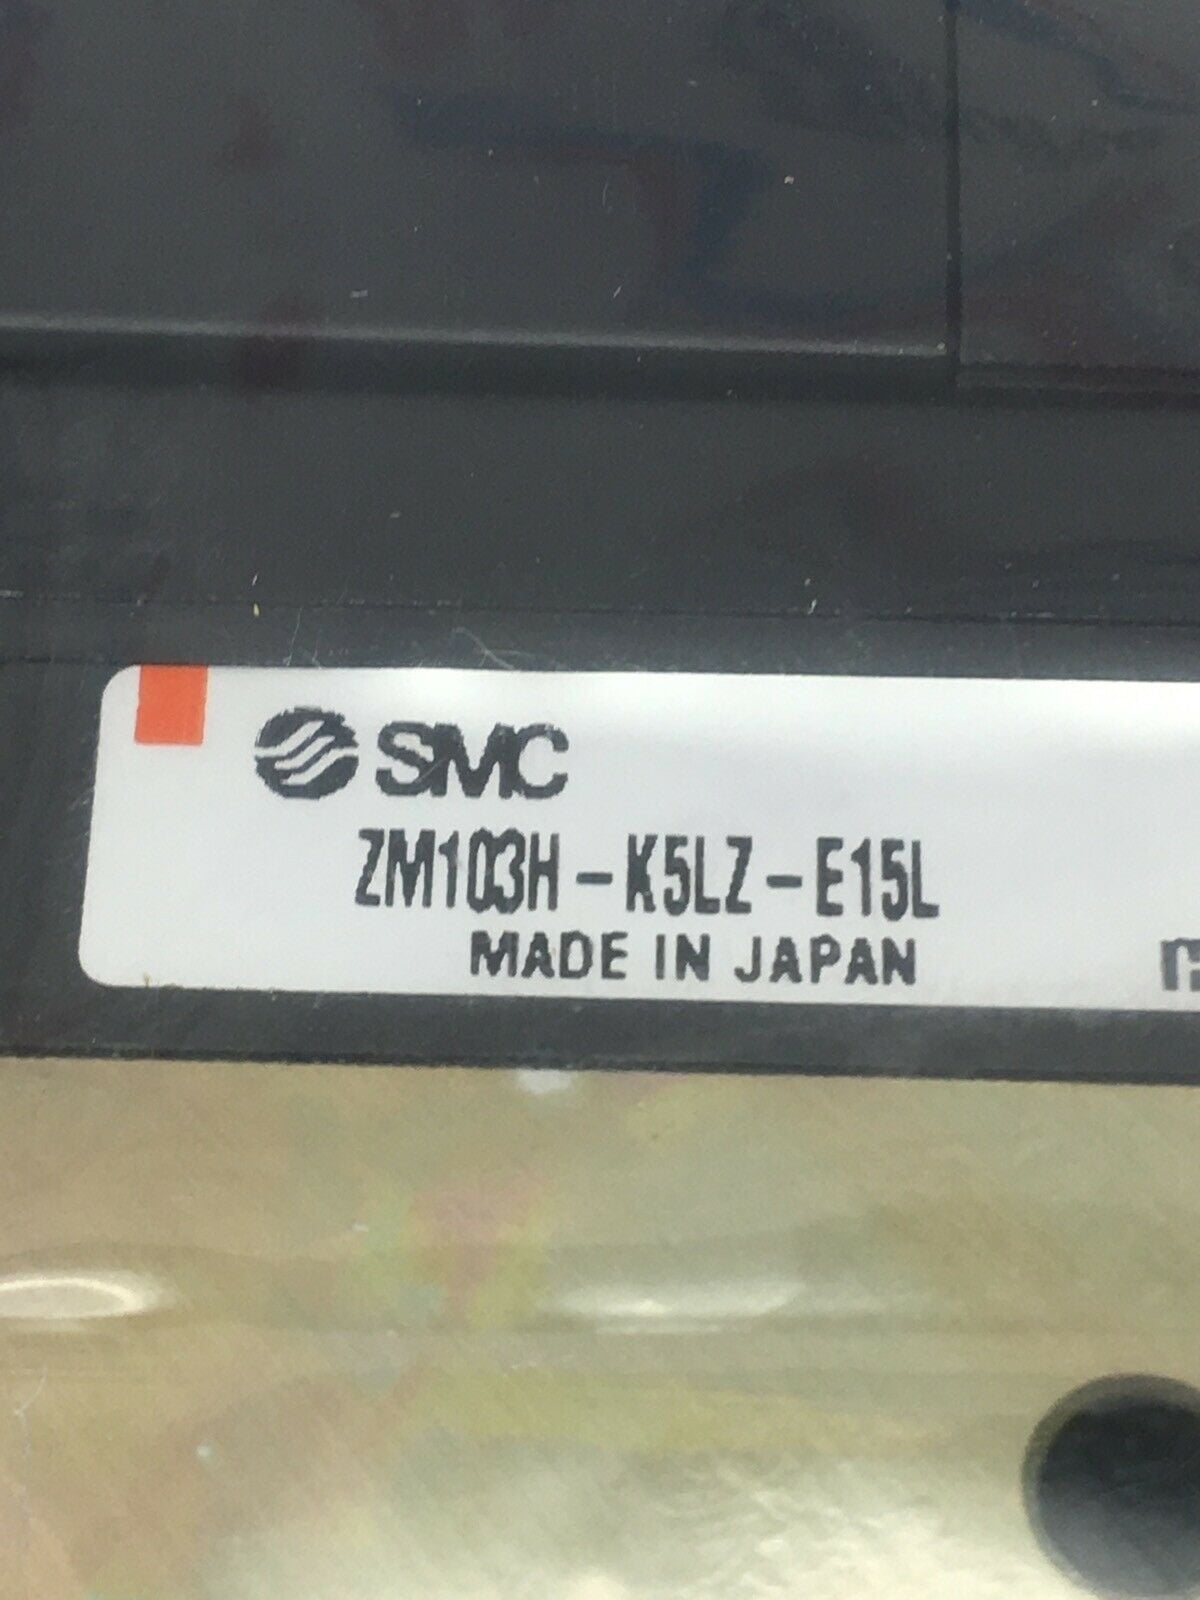 SMC
ZM103H-K5LZ-E15L
MADE IN JAPAN